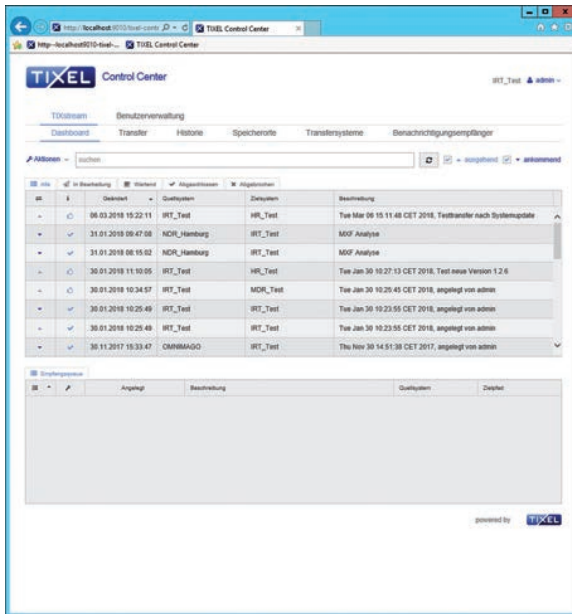 http://localhost:9010/tixel-contr
TIXEL Control Center
http--localhost9010-tixel-...
TIXEL Control Center
TIXEL
Control Center
IRT_Test
admin
TIXstream
Benutzerverwaltung
Dashboard
Transfer
Historie
Speicherorte
Transfersysteme
Benachrichtigungsempfänger
Aktionen
suchen
ausgehend
ankommend
Alle
In Bearbeitung
Wartend
Abgeschlossen
Abgebrochen
Geändert
Quellsystem
Zielsystem
Beschreibung
06.03.2018 15:22:11 IRT_Test HR_Test Tue Mar 06 15:11:48 CET 2018, Testtransfer nach Systemupdate
31.01.2018 09:47:08 NDR_Hamburg IRT_Test MXF Analyse
31.01.2018 08:15:02 NDR_Hamburg IRT_Test MXF Analyse
30.01.2018 11:10:05 IRT_Test HR_Test Tue Jan 30 10:27:13 CET 2018, Test neue Version 1.2.6
30.01.2018 10:34:57 IRT_Test MDR_Test Tue Jan 30 10:25:45 CET 2018, angelegt von admin
30.01.2018 10:25:49 IRT_Test IRT_Test Tue Jan 30 10:23:55 CET 2018, angelegt von admin
30.01.2018 10:25:49 IRT_Test IRT_Test Tue Jan 30 10:23:55 CET 2018, angelegt von admin
30.11.2017 15:33:47 OMNIMAGO IRT_Test Thu Nov 30 14:51:38 CET 2017, angelegt von admin
Empfangsqueue
Angelegt
Beschreibung
Quellsystem
Zielpfad
powered by
TIXEL